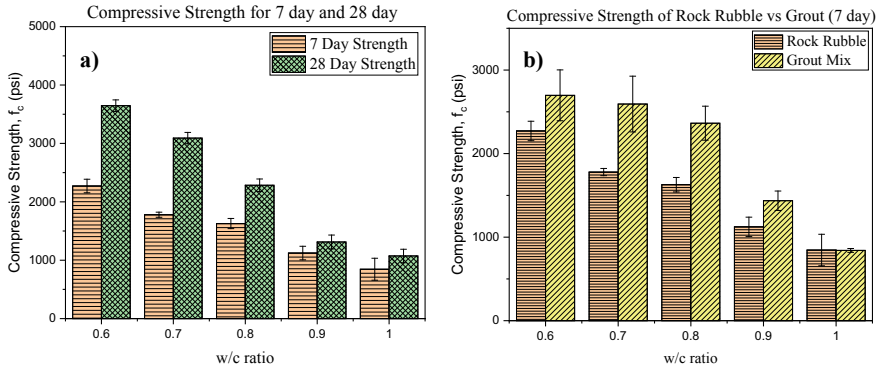 Compressive Strength for 7 day and 28 day
a)
7 Day Strength
28 Day Strength
Compressive Strength, f_c (psi)
5000
4000
3000
2000
1000
0
0.6 0.7 0.8 0.9 1
w/c ratio
Compressive Strength of Rock Rubble vs Grout (7 day)
b)
Rock Rubble
Grout Mix
Compressive Strength, f_c (psi)
3000
2000
1000
0
0.6 0.7 0.8 0.9 1
w/c ratio